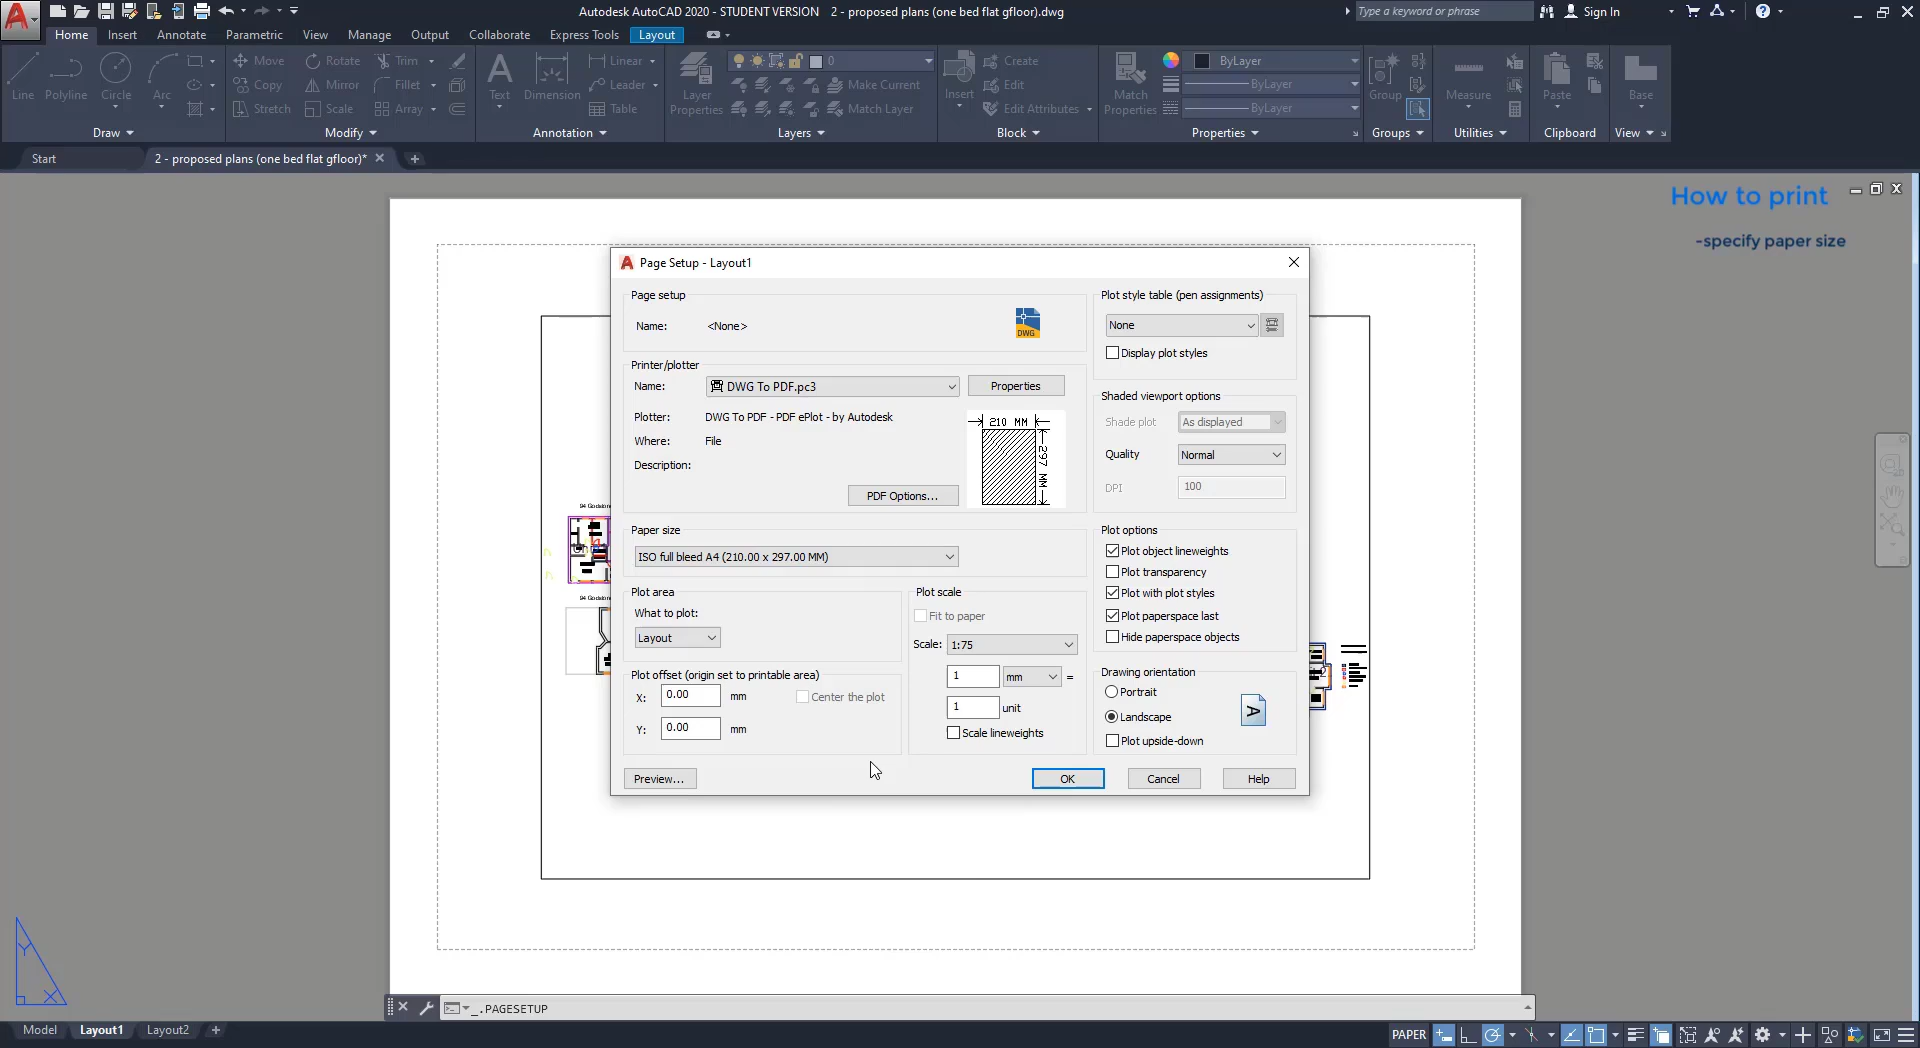 Autodesk AutoCAD 2020 - STUDENT VERSION 2 - proposed plans (one bed flat gfloor).dwg
Type a keyword or phrase
Sign In
Home Insert Annotate Parametric View Manage Output Collaborate Express Tools Layout
Line Polyline Circle Arc
Move Rotate Trim
Copy Mirror Fillet
Stretch Scale Array
Text Dimension
Linear
Leader
Table
Layer Properties
0
Make Current
Match Layer
Insert
Create
Edit
Edit Attributes
Match Properties
ByLayer
ByLayer
ByLayer
Group Measure Paste Base
Draw Modify Annotation Layers Block Properties Groups Utilities Clipboard View
Start 2 - proposed plans (one bed flat gfloor)*
How to print
-specify paper size
Page Setup - Layout1
Page setup
Name: <None>
DWG
Printer/plotter
Name: DWG To PDF.pc3 Properties
Plotter: DWG To PDF - PDF ePlot - by Autodesk
Where: File
Description:
PDF Options...
210 MM
297 MM
Paper size
ISO full bleed A4 (210.00 x 297.00 MM)
Plot area
What to plot:
Layout
Plot offset (origin set to printable area)
X: 0.00 mm Center the plot
Y: 0.00 mm
Plot scale
Fit to paper
Scale: 1:75
1 mm =
1 unit
Scale lineweights
Plot style table (pen assignments)
None
Display plot styles
Shaded viewport options
Shade plot As displayed
Quality Normal
DPI 100
Plot options
Plot object lineweights
Plot transparency
Plot with plot styles
Plot paperspace last
Hide paperspace objects
Drawing orientation
Portrait
Landscape
A
Plot upside-down
Preview... OK Cancel Help
Y
X
_.PAGESETUP
Model Layout1 Layout2
PAPER